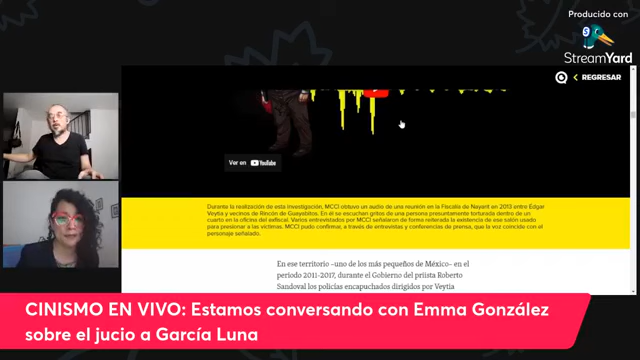 Producido con
StreamYard
REGRESAR
Ver en YouTube
Durante la realización de esta investigación, MCCI obtuvo un audio de una reunión en la Fiscalía de Nayarit en 2013 entre Edgar
Veytia y vecinos de Rincón de Guayabitos. En él se escuchan gritos de una persona presuntamente torturada dentro de un
cuarto en la oficina del exfiscal. Varios entrevistados por MCCI señalaron de forma reiterada la existencia de ese salón usado
para presionar a las víctimas. MCCI pudo confirmar, a través de entrevistas y conferencias de prensa, que la voz coincide con el
personaje señalado.
En ese territorio –uno de los más pequeños de México– en el
periodo 2011-2017, durante el Gobierno del priista Roberto
Sandoval los policías encapuchados dirigidos por Veytia
CINISMO EN VIVO: Estamos conversando con Emma González
sobre el jucio a García Luna